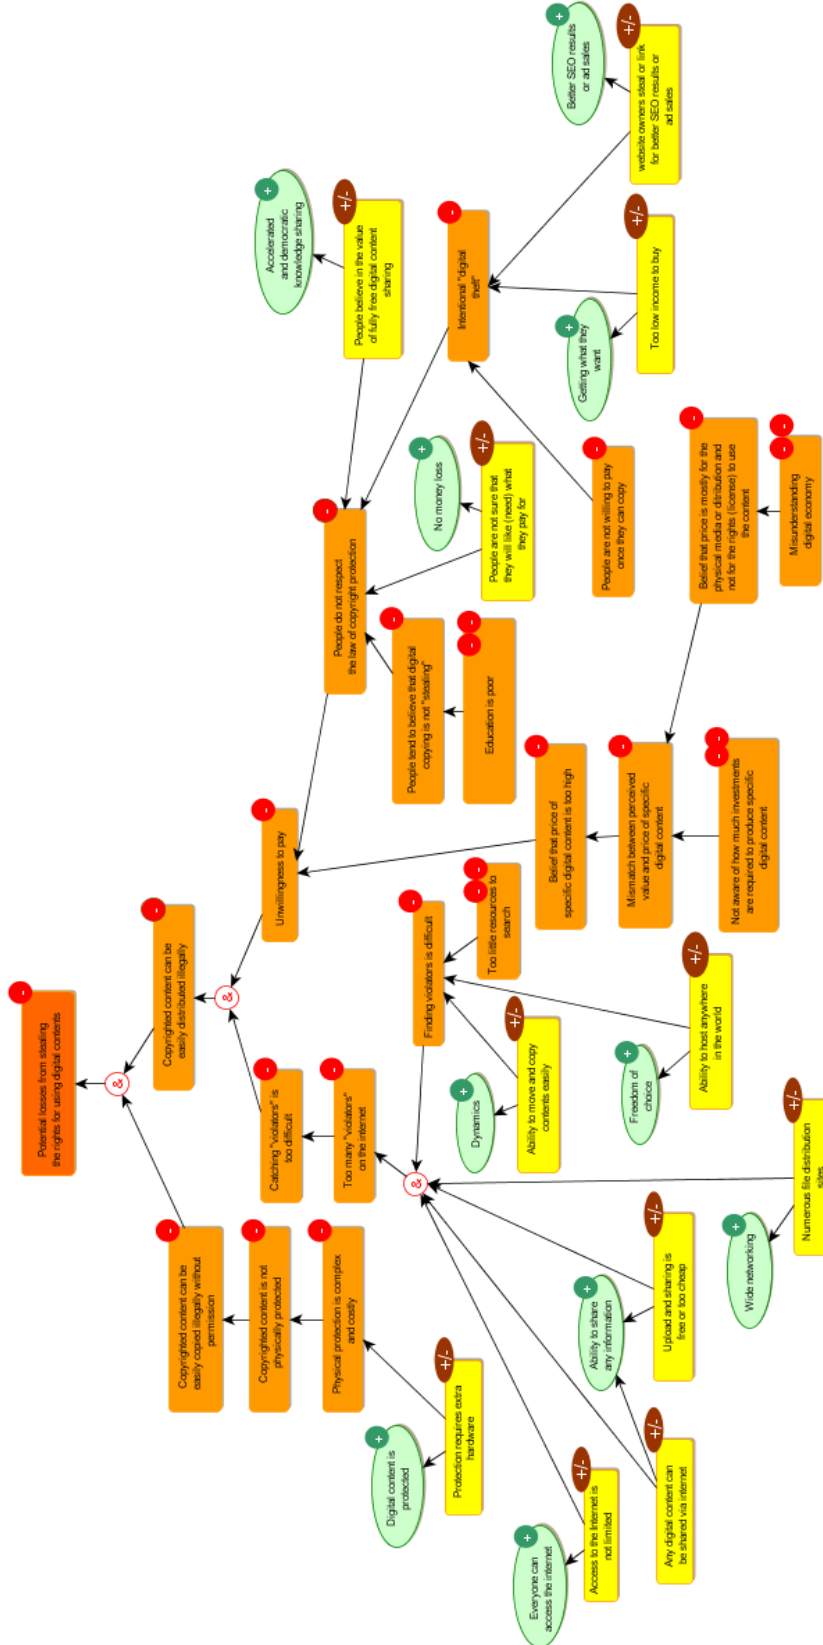 Potential losses from stealing
the rights for using digital contents
-
&
Copyrighted content can be
easily copied illegally without
permission
-
Copyrighted content is not
physically protected
-
Physical protection is complex
and costly
-
Digital content is
protected
+
Protection requires extra
hardware
+/-
Copyrighted content can be
easily distributed illegally
-
&
Catching "violators" is
too difficult
-
Too many "violators"
on the internet
-
&
Everyone can
access the internet
+
Access to the Internet is
not limited
+/-
Any digital content can
be shared via internet
+/-
Ability to share
any information
+
Upload and sharing is
free or too cheap
+/-
Wide networking
+
Numerous file distribution
sites
+/-
Finding violators is difficult
-
Dynamics
+
Ability to move and copy
contents easily
+/-
Freedom of
choice
+
Ability to host anywhere
in the world
+/-
Too little resources to
search
- -
Unwillingness to pay
-
Belief that price of
specific digital content is too high
-
Mismatch between perceived
value and price of specific
digital content
-
Not aware of how much investments
are required to produce specific
digital content
- -
Belief that price is mostly for the
physical media or ditribution and
not for the rights (license) to use
the content
-
Misunderstanding
digital economy
- -
People do not respect
the law of copyright protection
-
People tend to believe that digital
copying is not "stealing"
-
Education is poor
- -
No money loss
+
People are not sure that
they will like (need) what
they pay for
+/-
Accelerated
and democratic
knowledge sharing
+
People believe in the value
of fully free digital content
sharing
+/-
Intentional "digital
theft"
-
People are not willing to pay
once they can copy
-
Getting what they
want
+
Too low income to buy
+/-
Better SEO results
or ad sales
+
website owners steal or link
for better SEO results or
ad sales
+/-